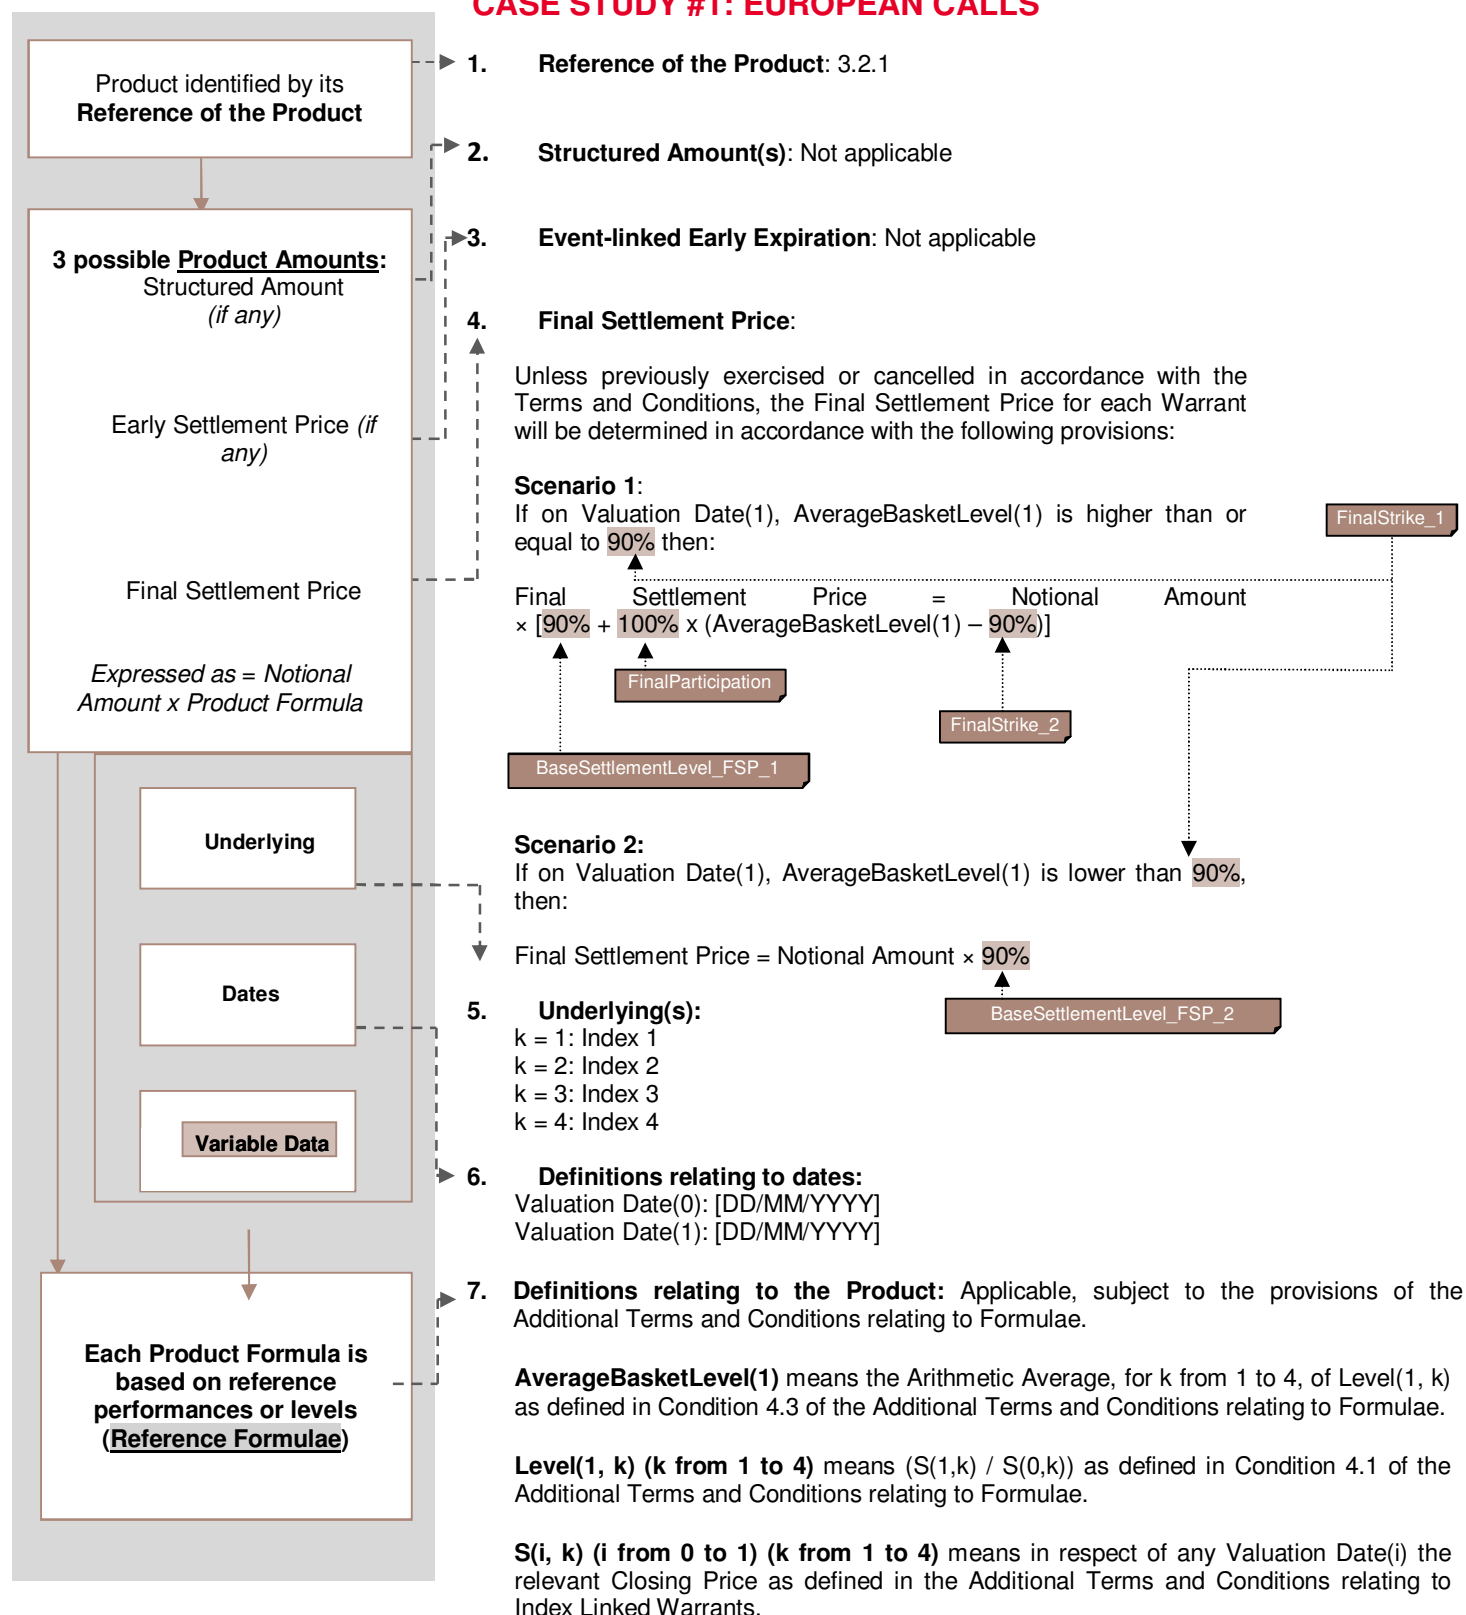 CASE STUDY #1: EUROPEAN CALLS
Product identified by its
Reference of the Product
3 possible Product Amounts:
Structured Amount
(if any)
Early Settlement Price (if
any)
Final Settlement Price
Expressed as = Notional
Amount x Product Formula
Underlying
Dates
Variable Data
Each Product Formula is
based on reference
performances or levels
(Reference Formulae)
1. Reference of the Product: 3.2.1
2. Structured Amount(s): Not applicable
3. Event-linked Early Expiration: Not applicable
4. Final Settlement Price:
Unless previously exercised or cancelled in accordance with the
Terms and Conditions, the Final Settlement Price for each Warrant
will be determined in accordance with the following provisions:
Scenario 1:
If on Valuation Date(1), AverageBasketLevel(1) is higher than or
equal to 90% then:
FinalStrike_1
Final Settlement Price = Notional Amount
× [90% + 100% x (AverageBasketLevel(1) – 90%)]
FinalParticipation
FinalStrike_2
BaseSettlementLevel_FSP_1
Scenario 2:
If on Valuation Date(1), AverageBasketLevel(1) is lower than 90%,
then:
Final Settlement Price = Notional Amount × 90%
BaseSettlementLevel_FSP_2
5. Underlying(s):
k = 1: Index 1
k = 2: Index 2
k = 3: Index 3
k = 4: Index 4
6. Definitions relating to dates:
Valuation Date(0): [DD/MM/YYYY]
Valuation Date(1): [DD/MM/YYYY]
7. Definitions relating to the Product: Applicable, subject to the provisions of the
Additional Terms and Conditions relating to Formulae.
AverageBasketLevel(1) means the Arithmetic Average, for k from 1 to 4, of Level(1, k)
as defined in Condition 4.3 of the Additional Terms and Conditions relating to Formulae.
Level(1, k) (k from 1 to 4) means (S(1,k) / S(0,k)) as defined in Condition 4.1 of the
Additional Terms and Conditions relating to Formulae.
S(i, k) (i from 0 to 1) (k from 1 to 4) means in respect of any Valuation Date(i) the
relevant Closing Price as defined in the Additional Terms and Conditions relating to
Index Linked Warrants.